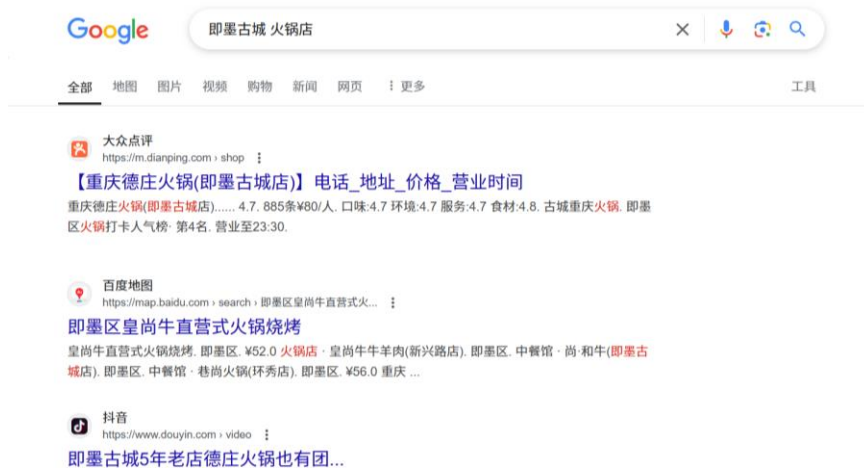 Google
即墨古城 火锅店
全部 地图 图片 视频 购物 新闻 网页 ⋮ 更多 工具
大众点评
https://m.dianping.com › shop ⋮
【重庆德庄火锅(即墨古城店)】电话_地址_价格_营业时间
重庆德庄火锅(即墨古城店)...... 4.7. 885条¥80/人. 口味:4.7 环境:4.7 服务:4.7 食材:4.8. 古城重庆火锅. 即墨
区火锅打卡人气榜· 第4名. 营业至23:30.
百度地图
https://map.baidu.com › search › 即墨区皇尚牛直营式火... ⋮
即墨区皇尚牛直营式火锅烧烤
皇尚牛直营式火锅烧烤. 即墨区. ¥52.0 火锅店 · 皇尚牛牛羊肉(新兴路店). 即墨区. 中餐馆 · 尚·和牛(即墨古
城店). 即墨区. 中餐馆 · 巷尚火锅(环秀店). 即墨区. ¥56.0 重庆 ...
抖音
https://www.douyin.com › video ⋮
即墨古城5年老店德庄火锅也有团...